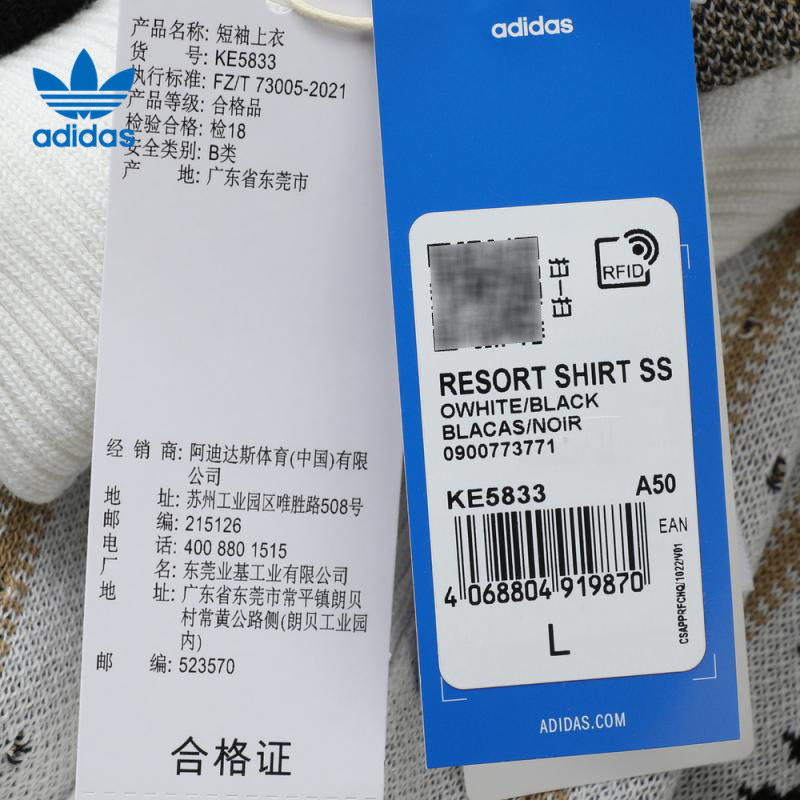 产品名称: 短袖上衣
货 号: KE5833
执行标准: FZ/T 73005-2021
产品等级: 合格品
检验合格: 检18
安全类别: B类
产 地: 广东省东莞市
adidas
经 销 商: 阿迪达斯体育(中国)有限
公司
地 址: 苏州工业园区唯胜路508号
邮 编: 215126
电 话: 400 880 1515
厂 名: 东莞业基工业有限公司
地 址: 广东省东莞市常平镇朗贝
村常黄公路侧(朗贝工业园
内)
邮 编: 523570
合格证
adidas
扫一扫
RFID
RESORT SHIRT SS
OWHITE/BLACK
BLACAS/NOIR
0900773771
KE5833 A50
EAN
4 068804 919870
CSAPPRFCHQ/1022/V01
L
ADIDAS.COM